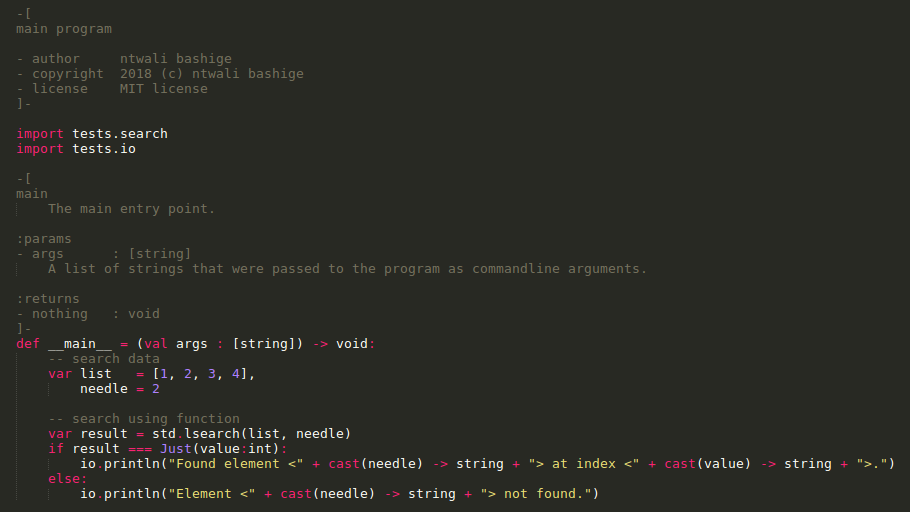 -[
main program

- author     ntwali bashige
- copyright  2018 (c) ntwali bashige
- license    MIT license
]-

import tests.search
import tests.io

-[
main
    The main entry point.

:params
- args      : [string]
    A list of strings that were passed to the program as commandline arguments.

:returns
- nothing   : void
]-
def __main__ = (val args : [string]) -> void:
    -- search data
    var list   = [1, 2, 3, 4],
        needle = 2

    -- search using function
    var result = std.lsearch(list, needle)
    if result === Just(value:int):
        io.println("Found element <" + cast(needle) -> string + "> at index <" + cast(value) -> string + ">.")
    else:
        io.println("Element <" + cast(needle) -> string + "> not found.")